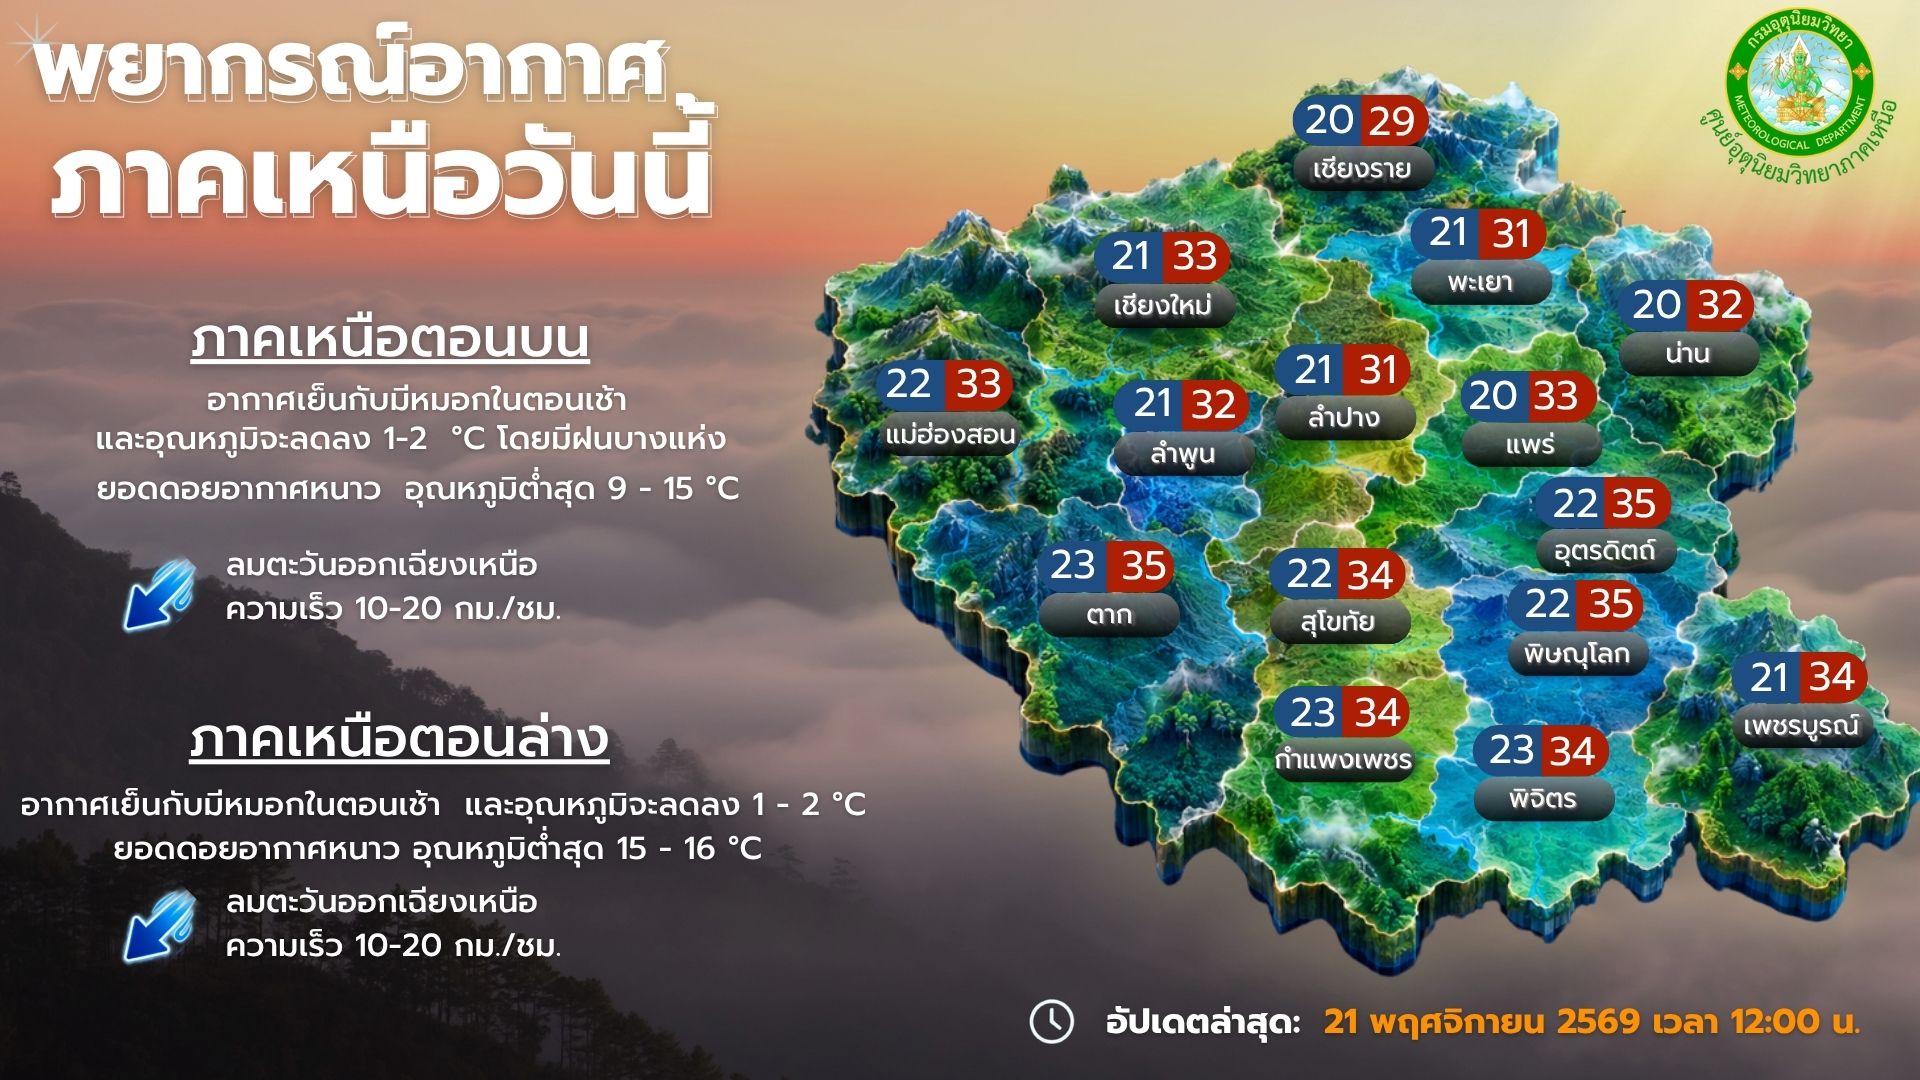 พยากรณ์อากาศ
ภาคเหนือวันนี้
ภาคเหนือตอนบน
อากาศเย็นกับมีหมอกในตอนเช้า
และอุณหภูมิจะลดลง 1-2 °C โดยมีฝนบางแห่ง
ยอดดอยอากาศหนาว อุณหภูมิต่ำสุด 9 - 15 °C
ลมตะวันออกเฉียงเหนือ
ความเร็ว 10-20 กม./ชม.
ภาคเหนือตอนล่าง
อากาศเย็นกับมีหมอกในตอนเช้า และอุณหภูมิจะลดลง 1 - 2 °C
ยอดดอยอากาศหนาว อุณหภูมิต่ำสุด 15 - 16 °C
ลมตะวันออกเฉียงเหนือ
ความเร็ว 10-20 กม./ชม.
กรมอุตุนิยมวิทยา
METEOROLOGICAL DEPARTMENT
ศูนย์อุตุนิยมวิทยาภาคเหนือ
20 29
เชียงราย
21 31
พะเยา
21 33
เชียงใหม่
20 32
น่าน
22 33
แม่ฮ่องสอน
21 32
ลำพูน
21 31
ลำปาง
20 33
แพร่
22 35
อุตรดิตถ์
23 35
ตาก
22 34
สุโขทัย
22 35
พิษณุโลก
21 34
เพชรบูรณ์
23 34
กำแพงเพชร
23 34
พิจิตร
อัปเดตล่าสุด: 21 พฤศจิกายน 2569 เวลา 12:00 น.